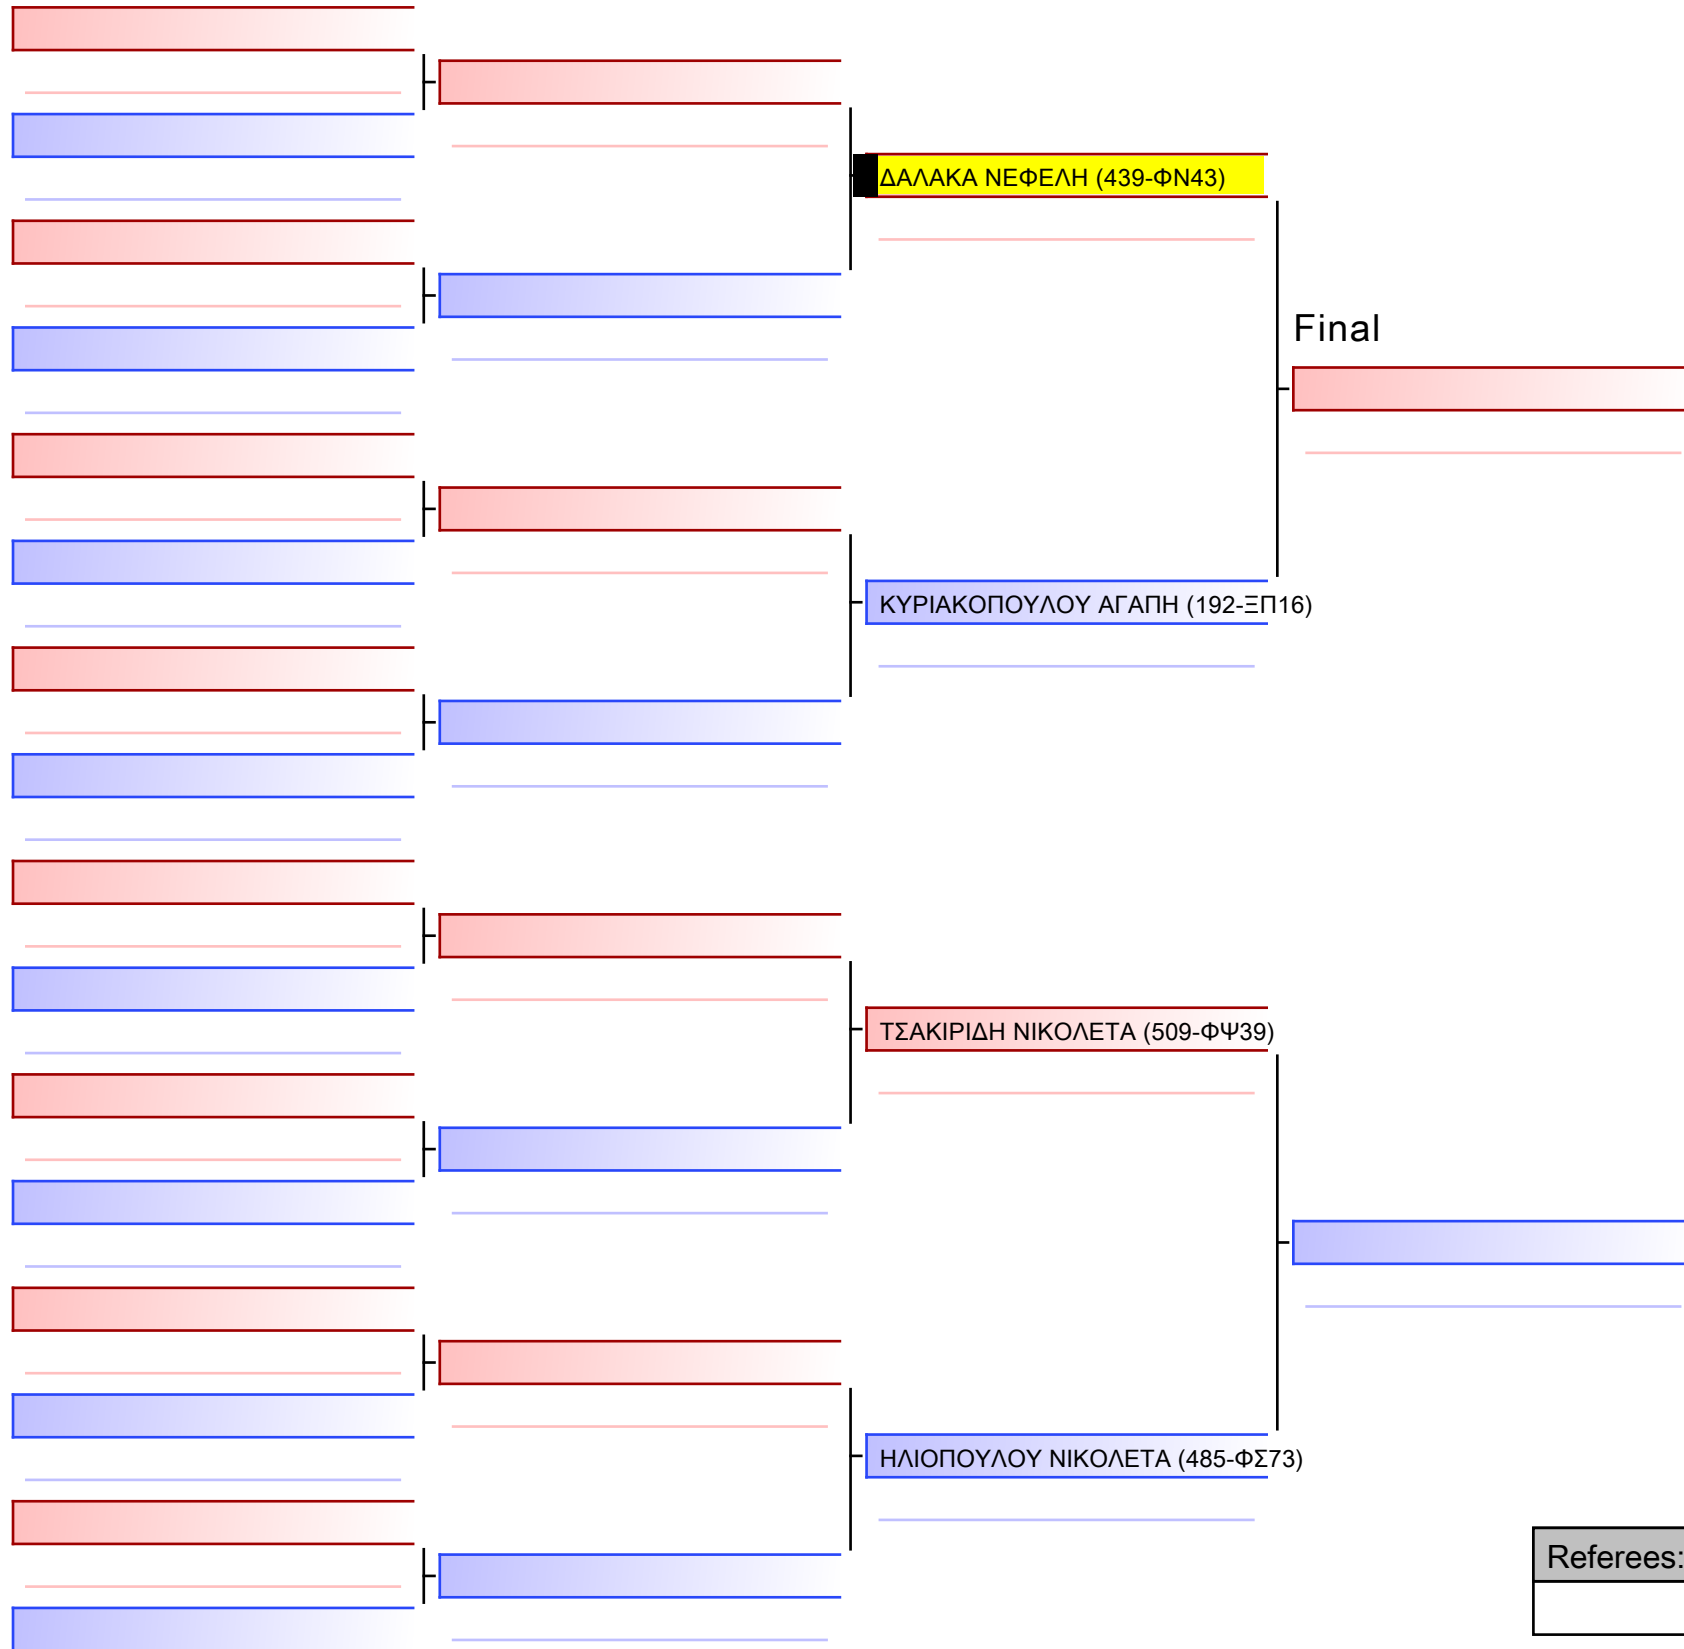 ΔΑΛΑΚΑ ΝΕΦΕΛΗ (439-ΦΝ43)
Final
ΚΥΡΙΑΚΟΠΟΥΛΟΥ ΑΓΑΠΗ (192-ΞΠ16)
ΤΣΑΚΙΡΙΔΗ ΝΙΚΟΛΕΤΑ (509-ΦΨ39)
ΗΛΙΟΠΟΥΛΟΥ ΝΙΚΟΛΕΤΑ (485-ΦΣ73)
Referees: